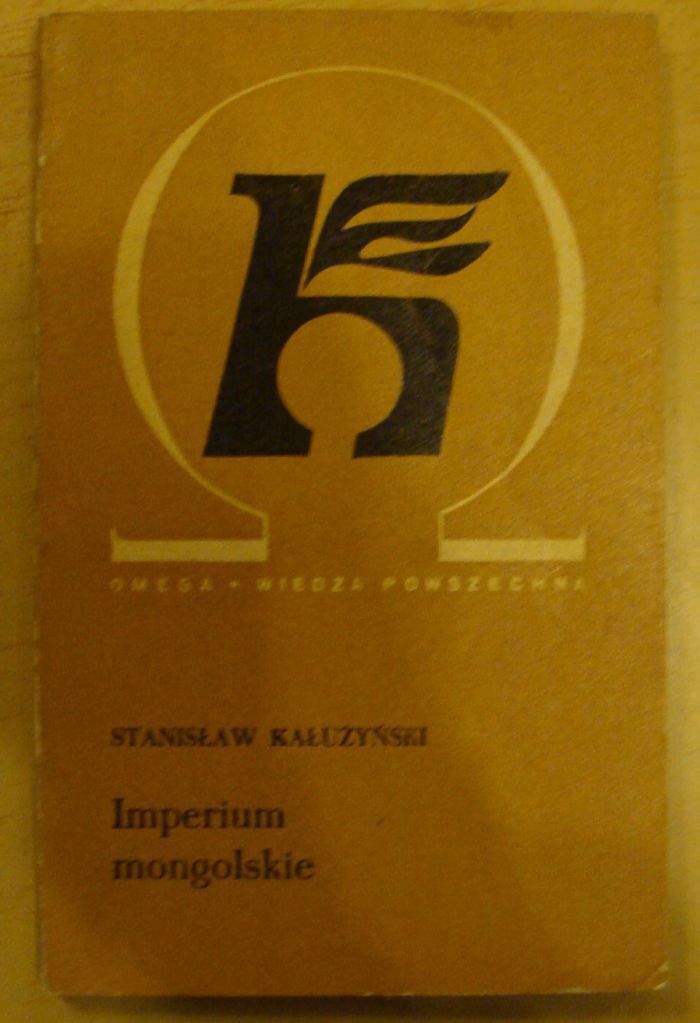 OMEGA • WIEDZA POWSZECHNA
STANISŁAW KAŁUŻYŃSKI
Imperium
mongolskie